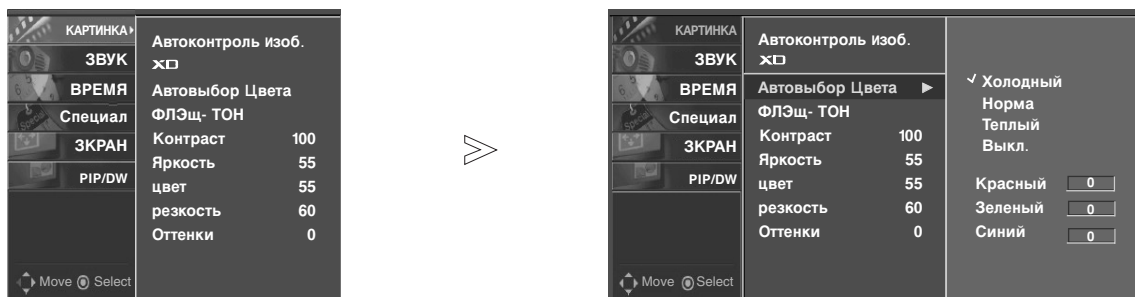 КАРТИНКА
ЗВУК
ВРЕМЯ
Специал
ЗКРАН
PIP/DW
Move Select
Автоконтроль изоб.
XD
Автовыбор Цвета
ФЛЭщ- ТОН
Контраст 100
Яркость 55
цвет 55
резкость 60
Оттенки 0
КАРТИНКА
ЗВУК
ВРЕМЯ
Специал
ЗКРАН
PIP/DW
Move Select
Автоконтроль изоб.
XD
Автовыбор Цвета
ФЛЭщ- ТОН
Контраст 100
Яркость 55
цвет 55
резкость 60
Оттенки 0
Холодный
Норма
Теплый
Выкл.
Красный 0
Зеленый 0
Синий 0